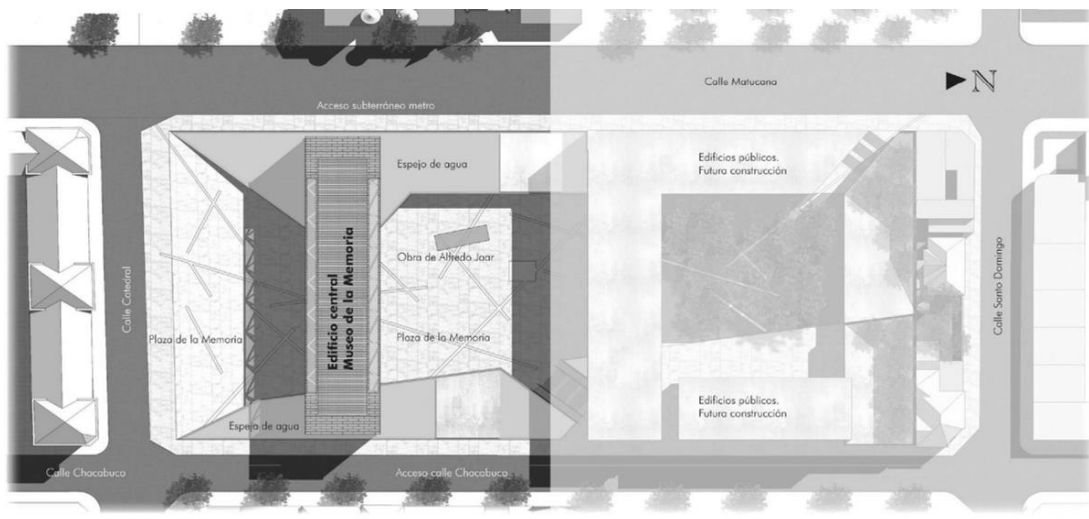 Calle Matucana
N
Acceso subterráneo metro
Espejo de agua
Edificios públicos.
Futura construcción
Obra de Alfredo Jaar
Edificio central
Museo de la Memoria
Calle Catedral
Calle Santo Domingo
Plaza de la Memoria
Plaza de la Memoria
Edificios públicos.
Futura construcción
Espejo de agua
Calle Chacabuco
Acceso calle Chacabuco